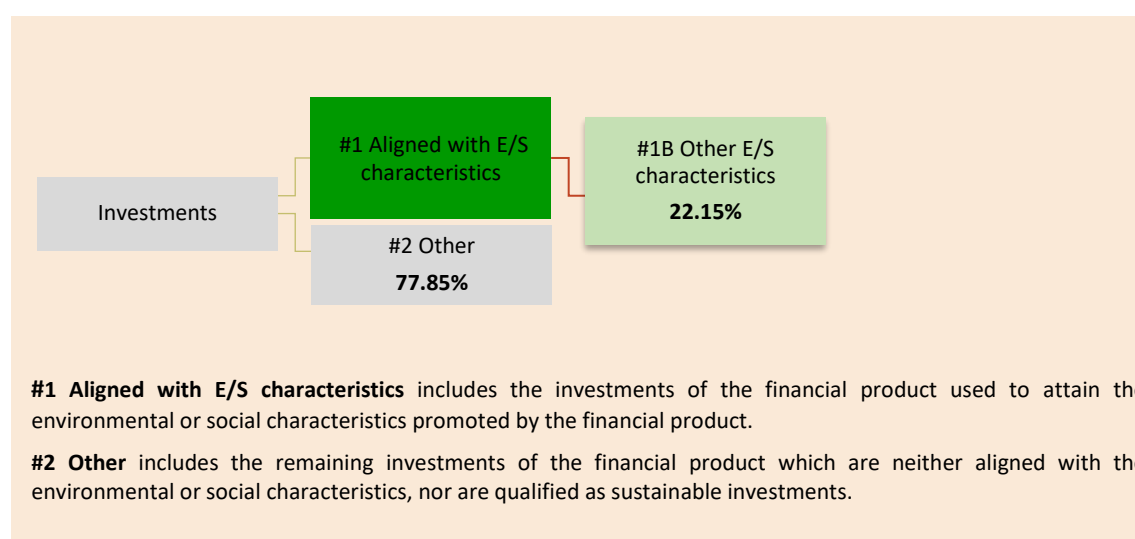 #1 Aligned with E/S
characteristics
#1B Other E/S
characteristics
22.15%
Investments
#2 Other
77.85%
#1 Aligned with E/S characteristics includes the investments of the financial product used to attain the
environmental or social characteristics promoted by the financial product.
#2 Other includes the remaining investments of the financial product which are neither aligned with the
environmental or social characteristics, nor are qualified as sustainable investments.